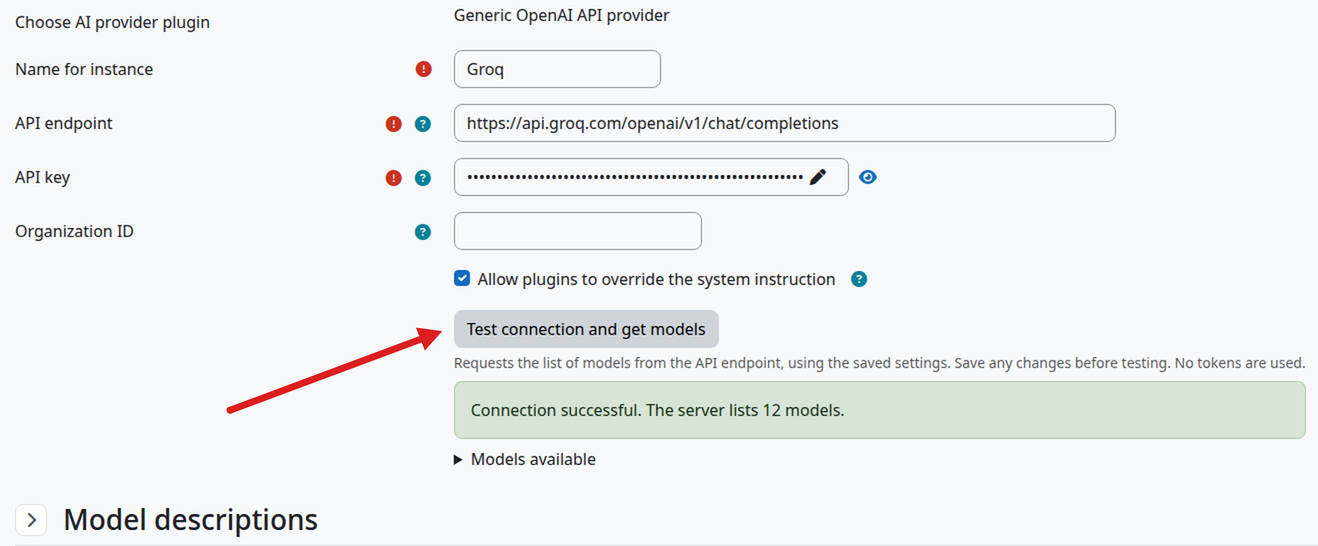 Choose AI provider plugin
Generic OpenAI API provider
Name for instance
Groq
API endpoint
https://api.groq.com/openai/v1/chat/completions
API key
Organization ID
Allow plugins to override the system instruction
Test connection and get models
Requests the list of models from the API endpoint, using the saved settings. Save any changes before testing. No tokens are used.
Connection successful. The server lists 12 models.
Models available
Model descriptions